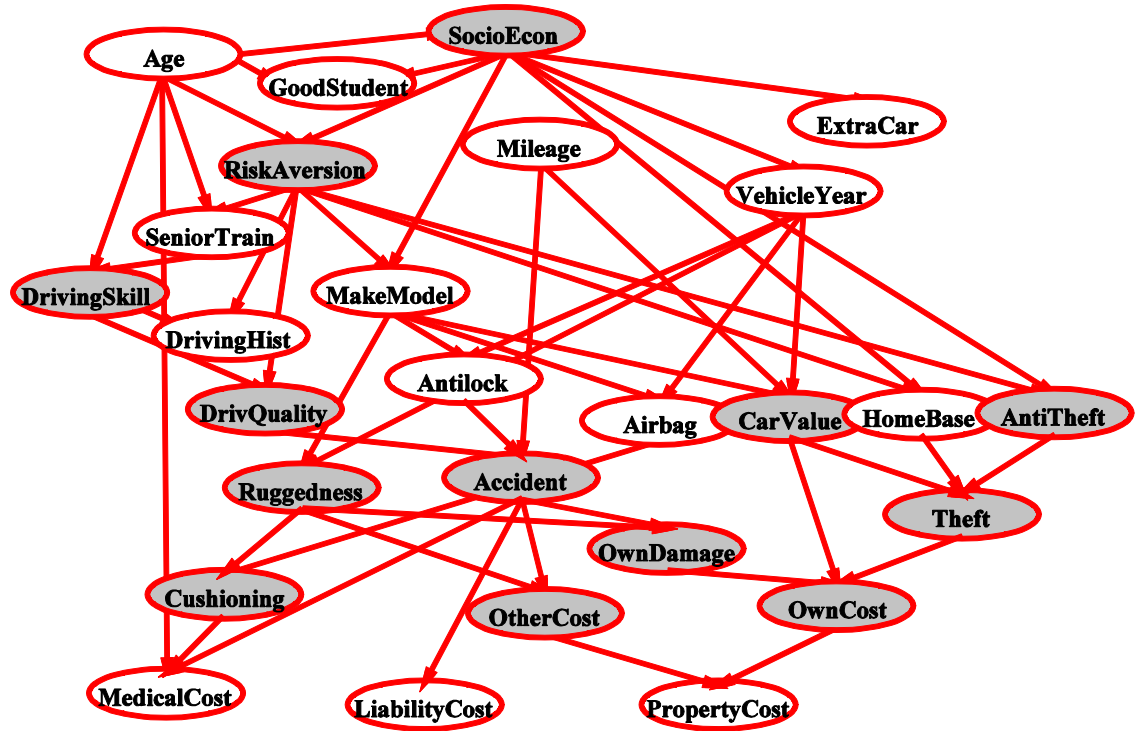 SocioEcon
Age
GoodStudent
ExtraCar
Mileage
RiskAversion
VehicleYear
SeniorTrain
DrivingSkill
MakeModel
DrivingHist
Antilock
DrivQuality
Airbag
CarValue
HomeBase
AntiTheft
Ruggedness
Accident
Theft
OwnDamage
Cushioning
OtherCost
OwnCost
MedicalCost
LiabilityCost
PropertyCost